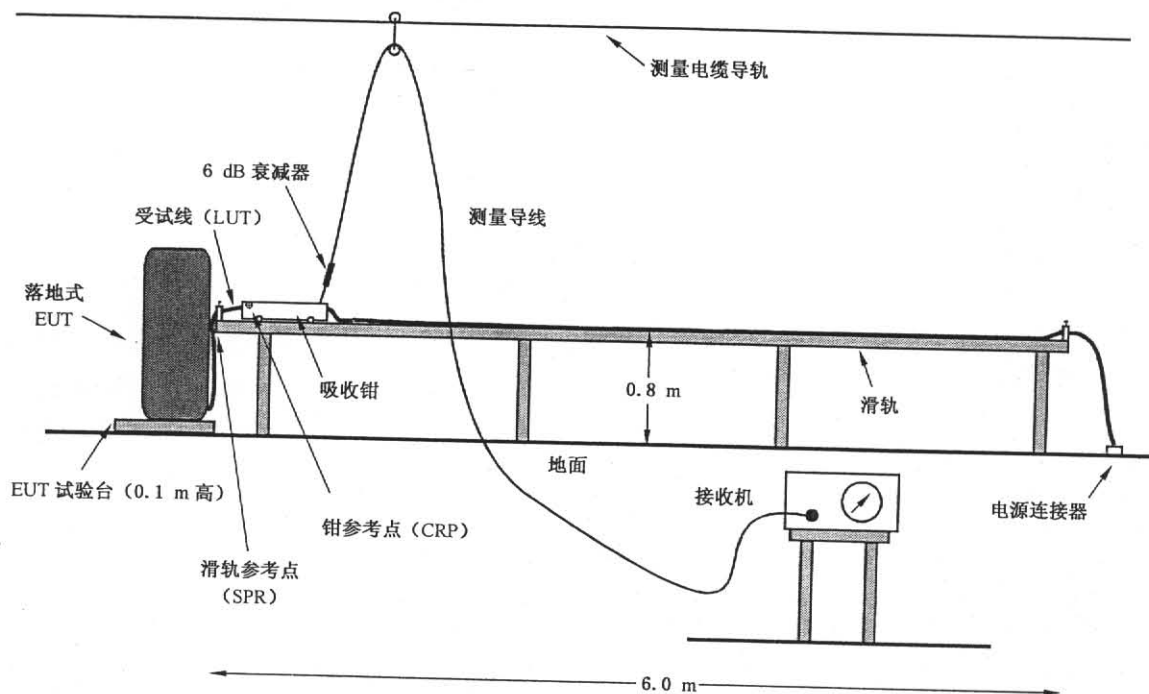 测量电缆导轨
6 dB 衰减器
受试线（LUT）
测量导线
落地式
EUT
吸收钳
0.8 m
滑轨
地面
EUT 试验台（0.1 m 高）
接收机
电源连接器
钳参考点（CRP）
滑轨参考点
（SPR）
6.0 m